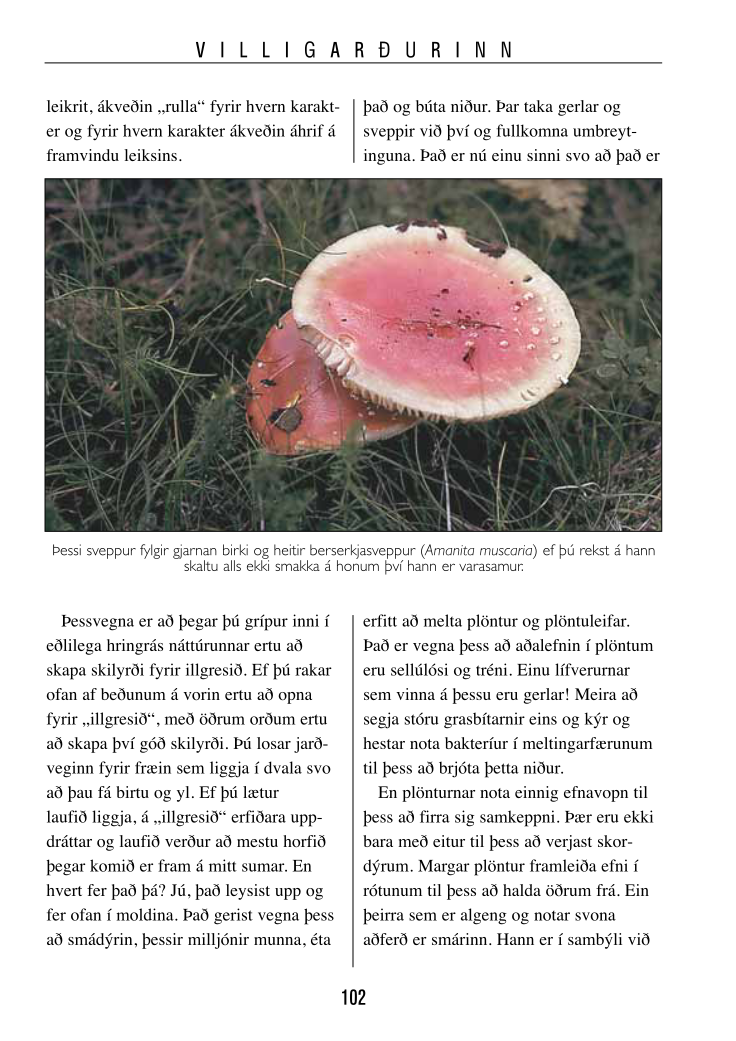 VILLIGARÐURINN
leikrit, ákveðin „rulla“ fyrir hvern karakt-
er og fyrir hvern karakter ákveðin áhrif á
framvindu leiksins.
það og búta niður. Þar taka gerlar og
sveppir við því og fullkomna umbreyt-
inguna. Það er nú einu sinni svo að það er
Þessi sveppur fylgir gjarnan birki og heitir berserkjasveppur (Amanita muscaria) ef þú rekst á hann
skaltu alls ekki smakka á honum því hann er varasamur.
Þessvegna er að þegar þú grípur inni í
eðlilega hringrás náttúrunnar ertu að
skapa skilyrði fyrir illgresið. Ef þú rakar
ofan af beðunum á vorin ertu að opna
fyrir „illgresið“, með öðrum orðum ertu
að skapa því góð skilyrði. Þú losar jarð-
veginn fyrir fræin sem liggja í dvala svo
að þau fá birtu og yl. Ef þú lætur
laufið liggja, á „illgresið“ erfiðara upp-
dráttar og laufið verður að mestu horfið
þegar komið er fram á mitt sumar. En
hvert fer það þá? Jú, það leysist upp og
fer ofan í moldina. Það gerist vegna þess
að smádýrin, þessir milljónir munna, éta
erfitt að melta plöntur og plöntuleifar.
Það er vegna þess að aðalefnin í plöntum
eru sellúlósi og tréni. Einu lífverurnar
sem vinna á þessu eru gerlar! Meira að
segja stóru grasbítarnir eins og kýr og
hestar nota bakteríur í meltingarfærunum
til þess að brjóta þetta niður.
En plönturnar nota einnig efnavopn til
þess að firra sig samkeppni. Þær eru ekki
bara með eitur til þess að verjast skor-
dýrum. Margar plöntur framleiða efni í
rótunum til þess að halda öðrum frá. Ein
þeirra sem er algeng og notar svona
aðferð er smárinn. Hann er í sambýli við
102